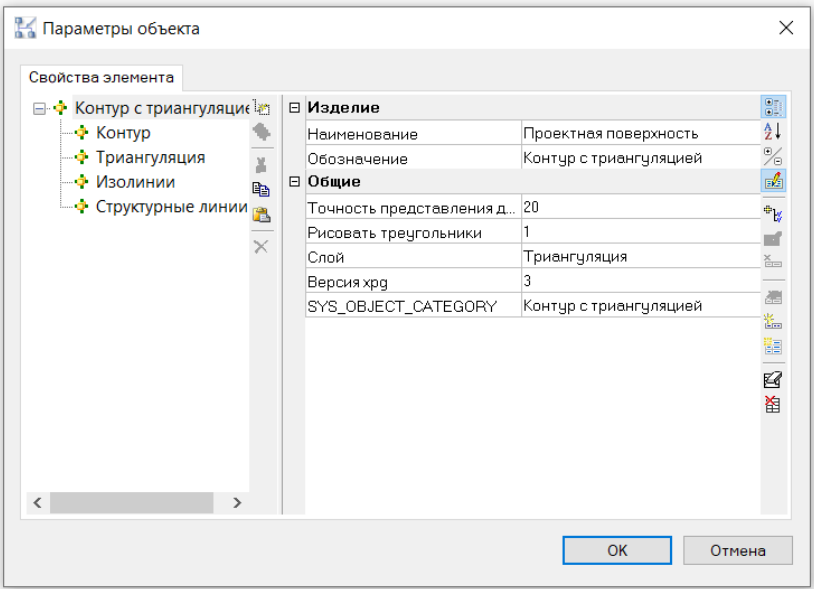 Параметры объекта
Свойства элемента
Контур с триангуляцие
Контур
Триангуляция
Изолинии
Структурные линии
Изделие
Наименование Проектная поверхность
Обозначение Контур с триангуляцией
Общие
Точность представления д... 20
Рисовать треугольники 1
Слой Триангуляция
Версия xpg 3
SYS_OBJECT_CATEGORY Контур с триангуляцией
OK Отмена